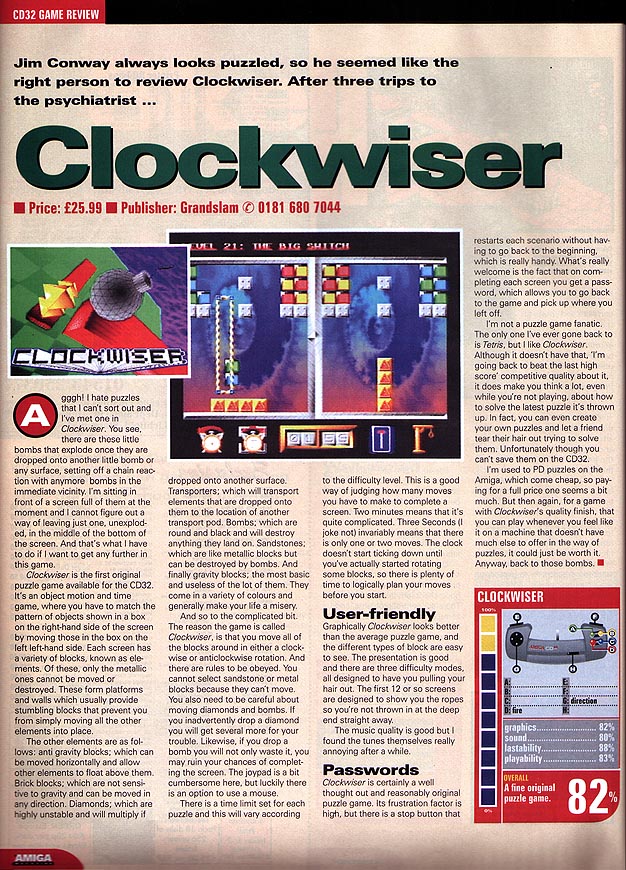 CD32 GAME REVIEW
Jim Conway always looks puzzled, so he seemed like the
right person to review Clockwiser. After three trips to
the psychiatrist ...
Clockwiser
■ Price: £25.99 ■ Publisher: Grandslam ✆ 0181 680 7044
CLOCKWISER
LEVEL 21: THE BIG SWITCH
A
gggh! I hate puzzles
that I can't sort out and
I've met one in
Clockwiser. You see,
there are these little
bombs that explode once they are
dropped onto another little bomb or
any surface, setting off a chain reac-
tion with anymore bombs in the
immediate vicinity. I'm sitting in
front of a screen full of them at the
moment and I cannot figure out a
way of leaving just one, unexplod-
ed, in the middle of the bottom of
the screen. And that's what I have
to do if I want to get any further in
this game.
Clockwiser is the first original
puzzle game available for the CD32.
It's an object motion and time
game, where you have to match the
pattern of objects shown in a box
on the right-hand side of the screen
by moving those in the box on the
left left-hand side. Each screen has
a variety of blocks, known as ele-
ments. Of these, only the metallic
ones cannot be moved or
destroyed. These form platforms
and walls which usually provide
stumbling blocks that prevent you
from simply moving all the other
elements into place.
The other elements are as fol-
lows: anti gravity blocks; which can
be moved horizontally and allow
other elements to float above them.
Brick blocks; which are not sensi-
tive to gravity and can be moved in
any direction. Diamonds; which are
highly unstable and will multiply if
dropped onto another surface.
Transporters; which will transport
elements that are dropped onto
them to the location of another
transport pod. Bombs; which are
round and black and will destroy
anything they land on. Sandstones;
which are like metallic blocks but
can be destroyed by bombs. And
finally gravity blocks; the most basic
and useless of the lot of them. They
come in a variety of colours and
generally make your life a misery.
And so to the complicated bit.
The reason the game is called
Clockwiser, is that you move all of
the blocks around in either a clock-
wise or anticlockwise rotation. And
there are rules to be obeyed. You
cannot select sandstone or metal
blocks because they can't move.
You also need to be careful about
moving diamonds and bombs. If
you inadvertently drop a diamond
you will get several more for your
trouble. Likewise, if you drop a
bomb you will not only waste it, you
may ruin your chances of complet-
ing the screen. The joypad is a bit
cumbersome here, but luckily there
is an option to use a mouse.
There is a time limit set for each
puzzle and this will vary according
to the difficulty level. This is a good
way of judging how many moves
you have to make to complete a
screen. Two minutes means that it's
quite complicated. Three Seconds (I
joke not) invariably means that there
is only one or two moves. The clock
doesn't start ticking down until
you've actually started rotating
some blocks, so there is plenty of
time to logically plan your moves
before you start.
User-friendly
Graphically Clockwiser looks better
than the average puzzle game, and
the different types of block are easy
to see. The presentation is good
and there are three difficulty modes,
all designed to have you pulling your
hair out. The first 12 or so screens
are designed to show you the ropes
so you're not thrown in at the deep
end straight away.
The music quality is good but I
found the tunes themselves really
annoying after a while.
Passwords
Clockwiser is certainly a well
thought out and reasonably original
puzzle game. Its frustration factor is
high, but there is a stop button that
restarts each scenario without hav-
ing to go back to the beginning,
which is really handy. What's really
welcome is the fact that on com-
pleting each screen you get a pass-
word, which allows you to go back
to the game and pick up where you
left off.
I'm not a puzzle game fanatic.
The only one I've ever gone back to
is Tetris, but I like Clockwiser.
Although it doesn't have that, 'I'm
going back to beat the last high
score' competitive quality about it,
it does make you think a lot, even
while you're not playing, about how
to solve the latest puzzle it's thrown
up. In fact, you can even create
your own puzzles and let a friend
tear their hair out trying to solve
them. Unfortunately though you
can't save them on the CD32.
I'm used to PD puzzles on the
Amiga, which come cheap, so pay-
ing for a full price one seems a bit
much. But then again, for a game
with Clockwiser's quality finish, that
you can play whenever you feel like
it on a machine that doesn't have
much else to offer in the way of
puzzles, it could just be worth it.
Anyway, back to those bombs. ■
CLOCKWISER
100%
0%
A:
B:
C:
D: fire
E:
F:
G: direction
H:
graphics 82%
sound 80%
lastability 88%
playability 83%
OVERALL
A fine original
puzzle game.
82%
AMIGA